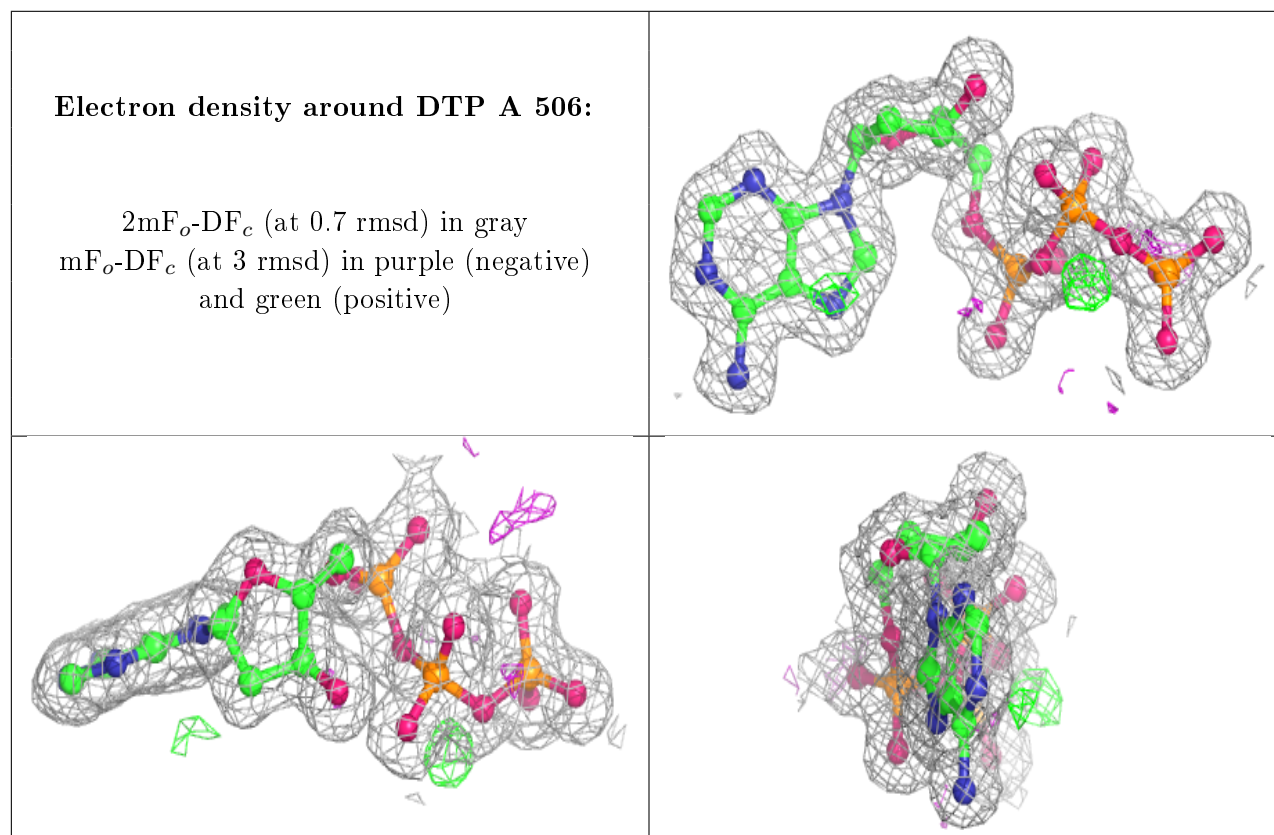 Electron density around DTP A 506:
2mFₒ-DF𝒸 (at 0.7 rmsd) in gray
mFₒ-DF𝒸 (at 3 rmsd) in purple (negative)
and green (positive)